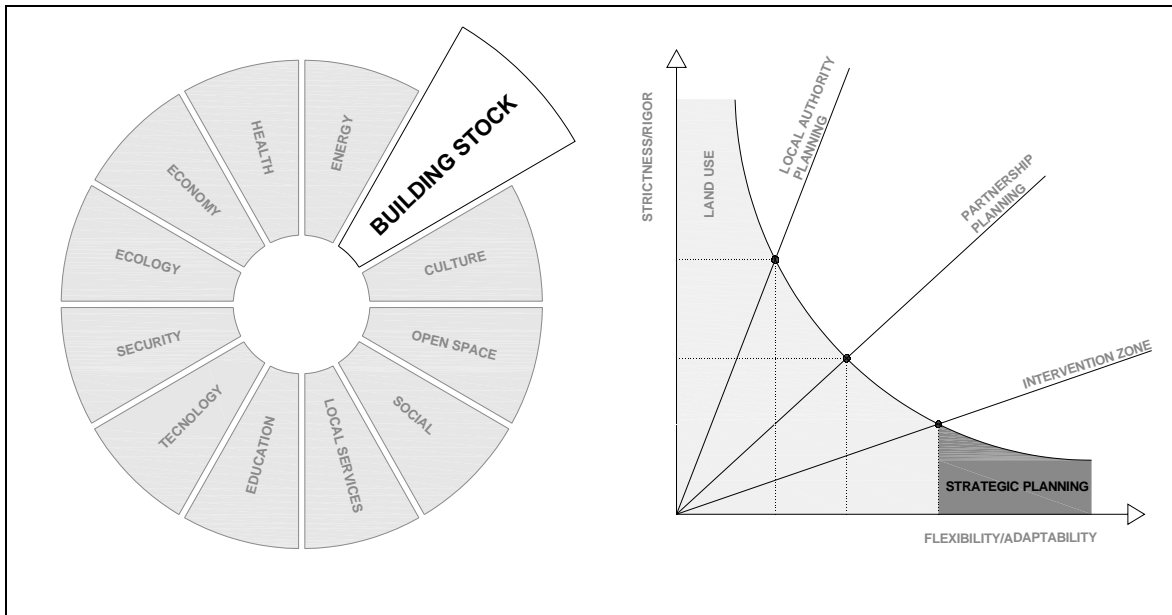 ENERGY
BUILDING STOCK
CULTURE
OPEN SPACE
SOCIAL
LOCAL SERVICES
EDUCATION
TECNOLOGY
SECURITY
ECOLOGY
ECONOMY
HEALTH
STRICTNESS/RIGOR
LAND USE
LOCAL AUTHORITY
PLANNING
PARTNERSHIP
PLANNING
INTERVENTION ZONE
STRATEGIC PLANNING
FLEXIBILITY/ADAPTABILITY